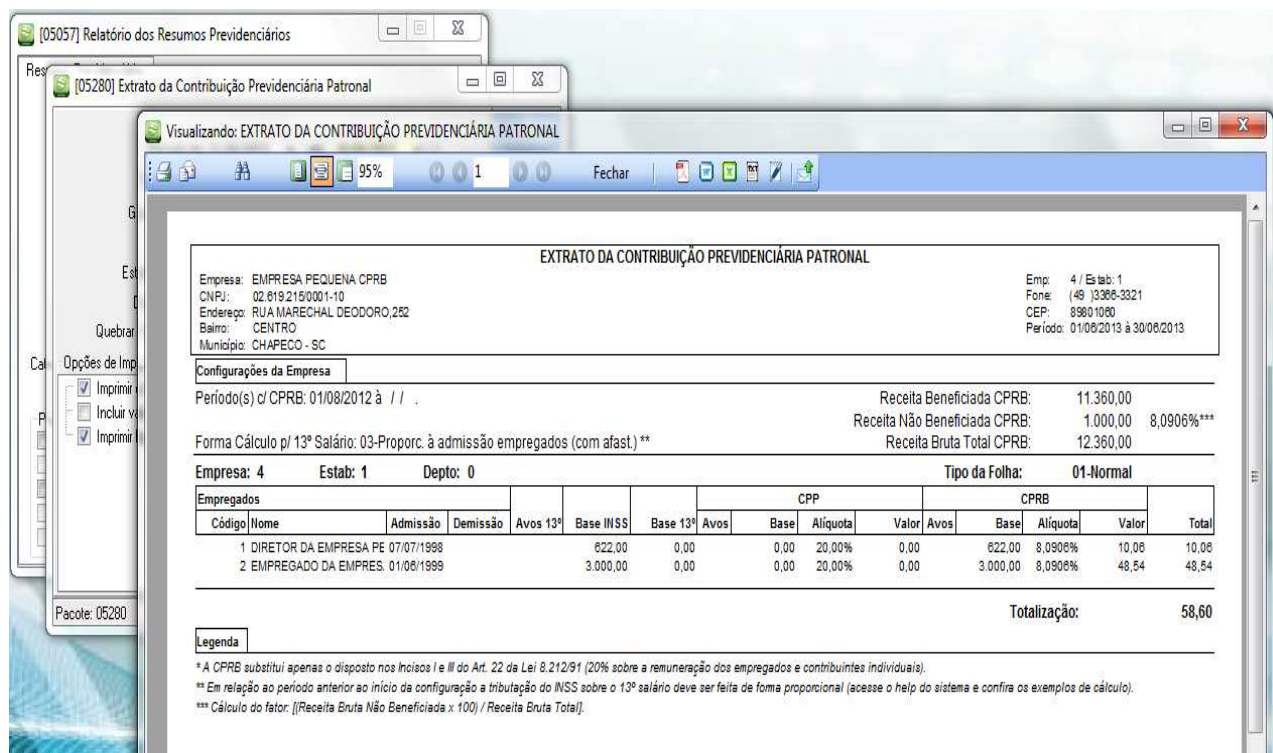 [05057] Relatório dos Resumos Previdenciários
[05280] Extrato da Contribuição Previdenciária Patronal
Visualizando: EXTRATO DA CONTRIBUIÇÃO PREVIDENCIÁRIA PATRONAL
95% 1 Fechar
EXTRATO DA CONTRIBUIÇÃO PREVIDENCIÁRIA PATRONAL
Empresa: EMPRESA PEQUENA CPRB Emp: 4 / Estab: 1
CNPJ: 02.619.215/0001-10 Fone: (49 )3366-3321
Endereço: RUA MARECHAL DEODORO,252 CEP: 89801060
Bairro: CENTRO Período: 01/06/2013 à 30/06/2013
Município: CHAPECO - SC
Configurações da Empresa
Período(s) c/ CPRB: 01/08/2012 à / / . Receita Beneficiada CPRB: 11.360,00
Receita Não Beneficiada CPRB: 1.000,00 8,0906%***
Forma Cálculo p/ 13º Salário: 03-Proporc. à admissão empregados (com afast.) ** Receita Bruta Total CPRB: 12.360,00
Empresa: 4 Estab: 1 Depto: 0 Tipo da Folha: 01-Normal
Empregados CPP CPRB
Código Nome Admissão Demissão Avos 13º Base INSS Base 13º Avos Base Alíquota Valor Avos Base Alíquota Valor Total
1 DIRETOR DA EMPRESA PE 07/07/1998 622,00 0,00 0,00 20,00% 0,00 622,00 8,0906% 10,06 10,06
2 EMPREGADO DA EMPRES. 01/06/1999 3.000,00 0,00 0,00 20,00% 0,00 3.000,00 8,0906% 48,54 48,54
Totalização: 58,60
Legenda
* A CPRB substitui apenas o disposto nos Incisos I e III do Art. 22 da Lei 8.212/91 (20% sobre a remuneração dos empregados e contribuintes individuais).
** Em relação ao período anterior ao início da configuração a tributação do INSS sobre o 13º salário deve ser feita de forma proporcional (acesse o help do sistema e confira os exemplos de cálculo).
*** Cálculo do fator: [(Receita Bruta Não Beneficiada x 100) / Receita Bruta Total].
Quebrar
Opções de Imp
Imprimir
Incluir
Imprimir
Pacote: 05280